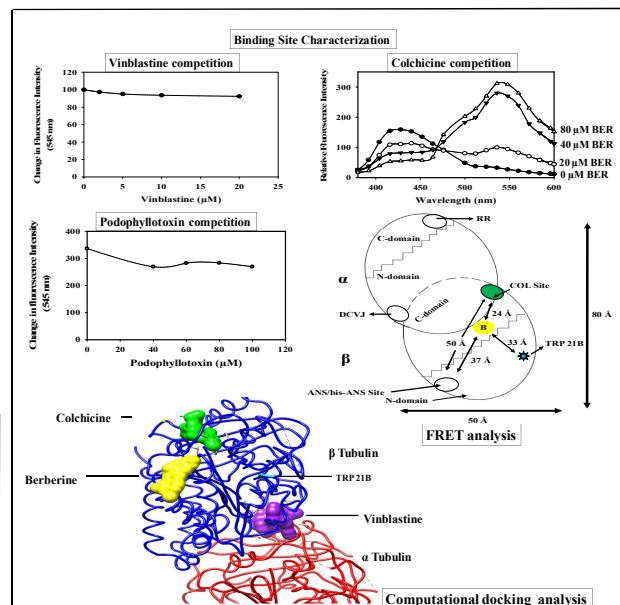 Binding Site Characterization
Vinblastine competition
Change in Fluorescence Intensity
(545 nm)
120
100
80
60
40
20
0
0
5
10
15
20
25
Vinblastine (µM)
Colchicine competition
Relative Fluorescence Intensity
300
200
100
0
400
450
500
550
600
Wavelength (nm)
80 µM BER
40 µM BER
20 µM BER
0 µM BER
Podophyllotoxin competition
Change in fluorescence Intensity
(545 nm)
400
300
200
100
0
0
20
40
60
80
100
120
Podophyllotoxin (µM)
RR
C-domain
N-domain
α
COL Site
C-domain
DCVJ
24 Å
B
β
50 Å
33 Å
TRP 21B
37 Å
ANS/bis-ANS Site
N-domain
80 Å
50 Å
FRET analysis
Colchicine
β Tubulin
Berberine
TRP 21B
Vinblastine
α Tubulin
Computational docking analysis